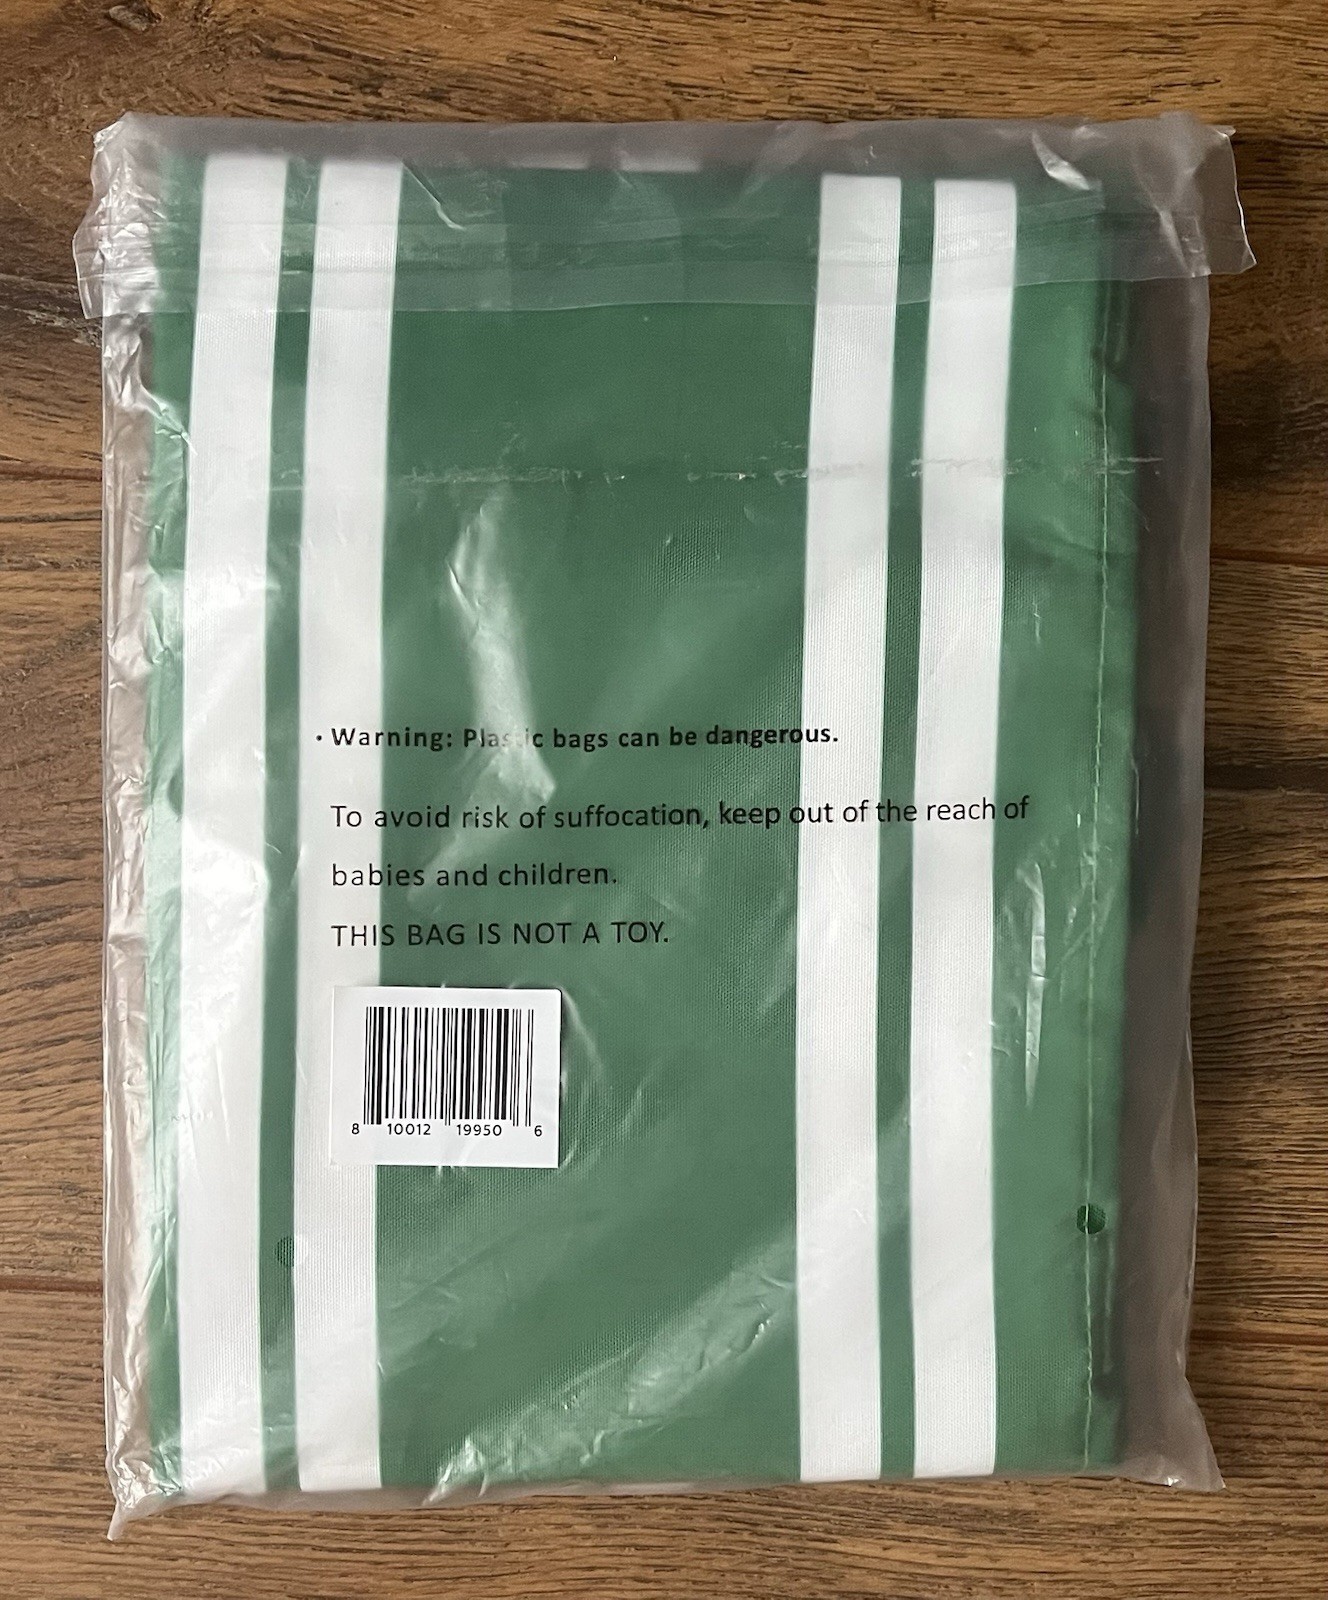 • Warning: Plastic bags can be dangerous.
To avoid risk of suffocation, keep out of the reach of
babies and children.
THIS BAG IS NOT A TOY.
8 10012 19950 6